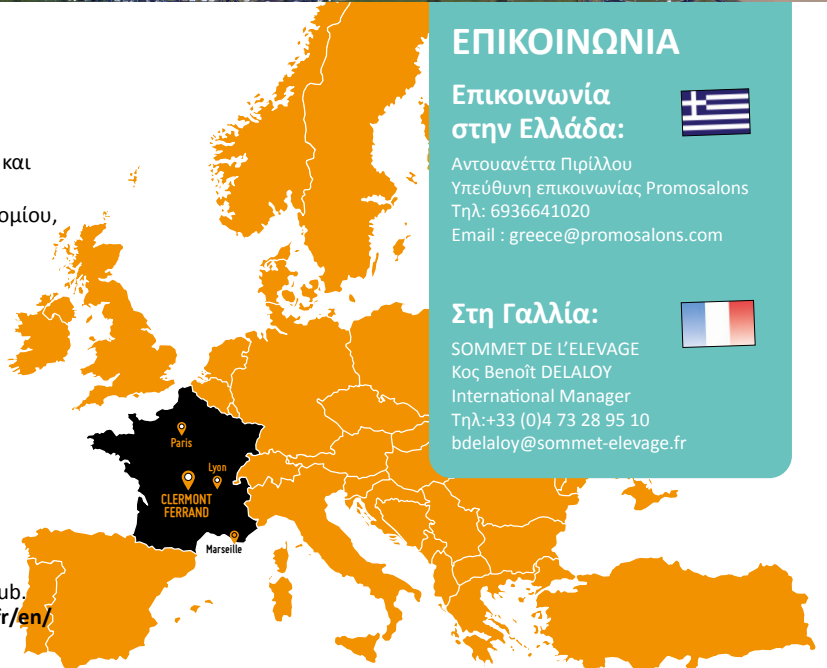 και
ομίου,
ub.
r/en/
Paris
Lyon
CLERMONT
FERRAND
Marseille
ΕΠΙΚΟΙΝΩΝΙΑ
Επικοινωνία
στην Ελλάδα:
Αντουανέττα Πιρίλλου
Υπεύθυνη επικοινωνίας Promosalons
Τηλ: 6936641020
Email : greece@promosalons.com
Στη Γαλλία:
SOMMET DE L’ELEVAGE
Κος Benoît DELALOY
International Manager
Τηλ:+33 (0)4 73 28 95 10
bdelaloy@sommet-elevage.fr